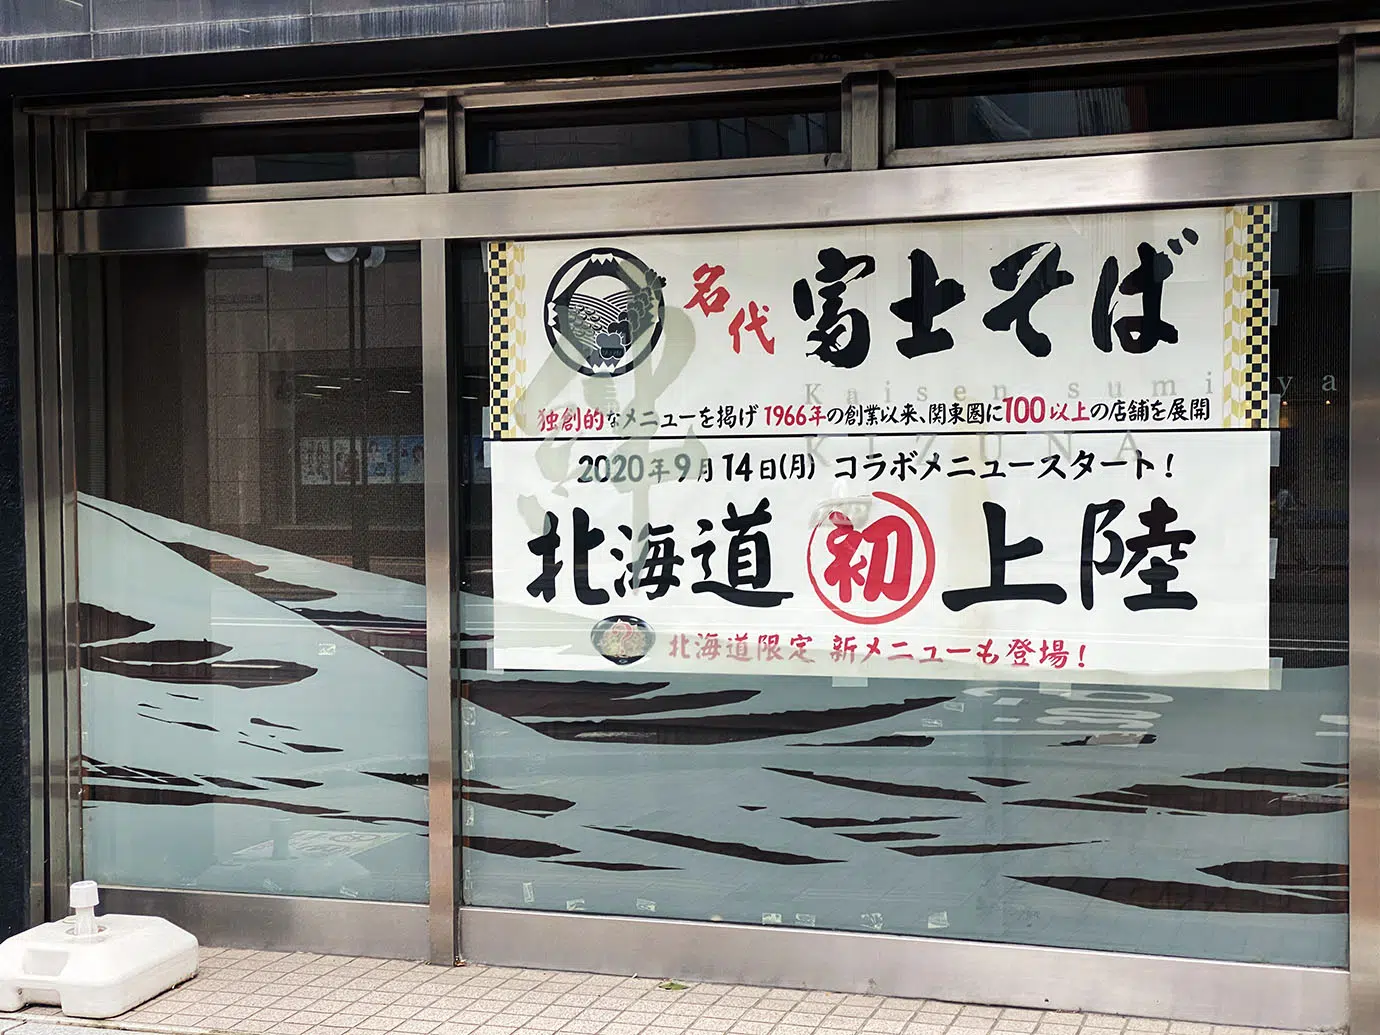 名代 富士そば
Kaisen sumi ya
独創的なメニューを掲げ 1966年の創業以来、関東圏に100以上の店舗を展開
KIZUNA
2020年9月14日(月) コラボメニュースタート!
絆
北海道 初 上陸
北海道限定 新メニューも登場!